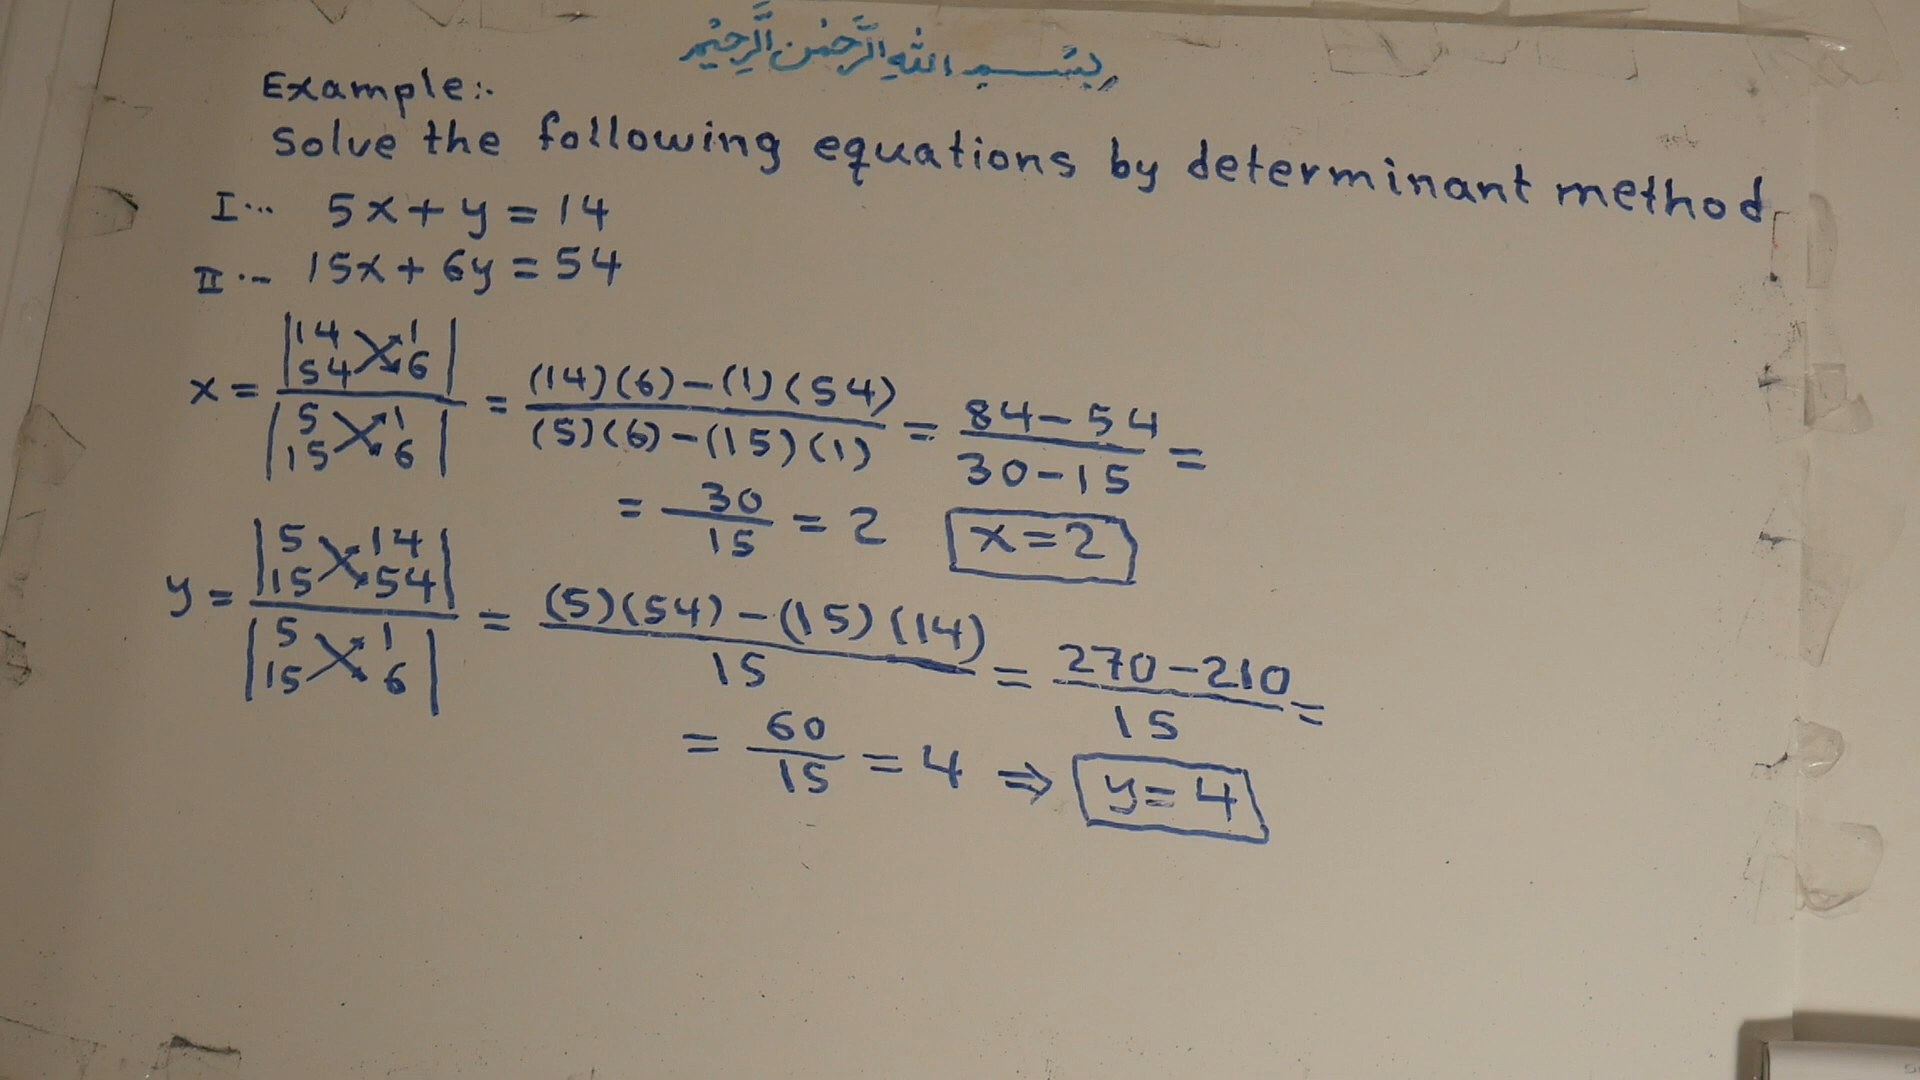 بِسْمِ اللهِ الرَّحْمٰنِ الرَّحِيْمِ
Example:-
Solve the following equations by determinant method
I... 5x+y=14
II... 15x+6y=54
x = |14 1; 54 6| / |5 1; 15 6| = (14)(6)-(1)(54) / (5)(6)-(15)(1) = 84-54 / 30-15 =
= 30/15 = 2 x=2
y = |5 14; 15 54| / |5 1; 15 6| = (5)(54)-(15)(14) / 15 = 270-210 / 15 =
= 60/15 = 4 ⇒ y=4